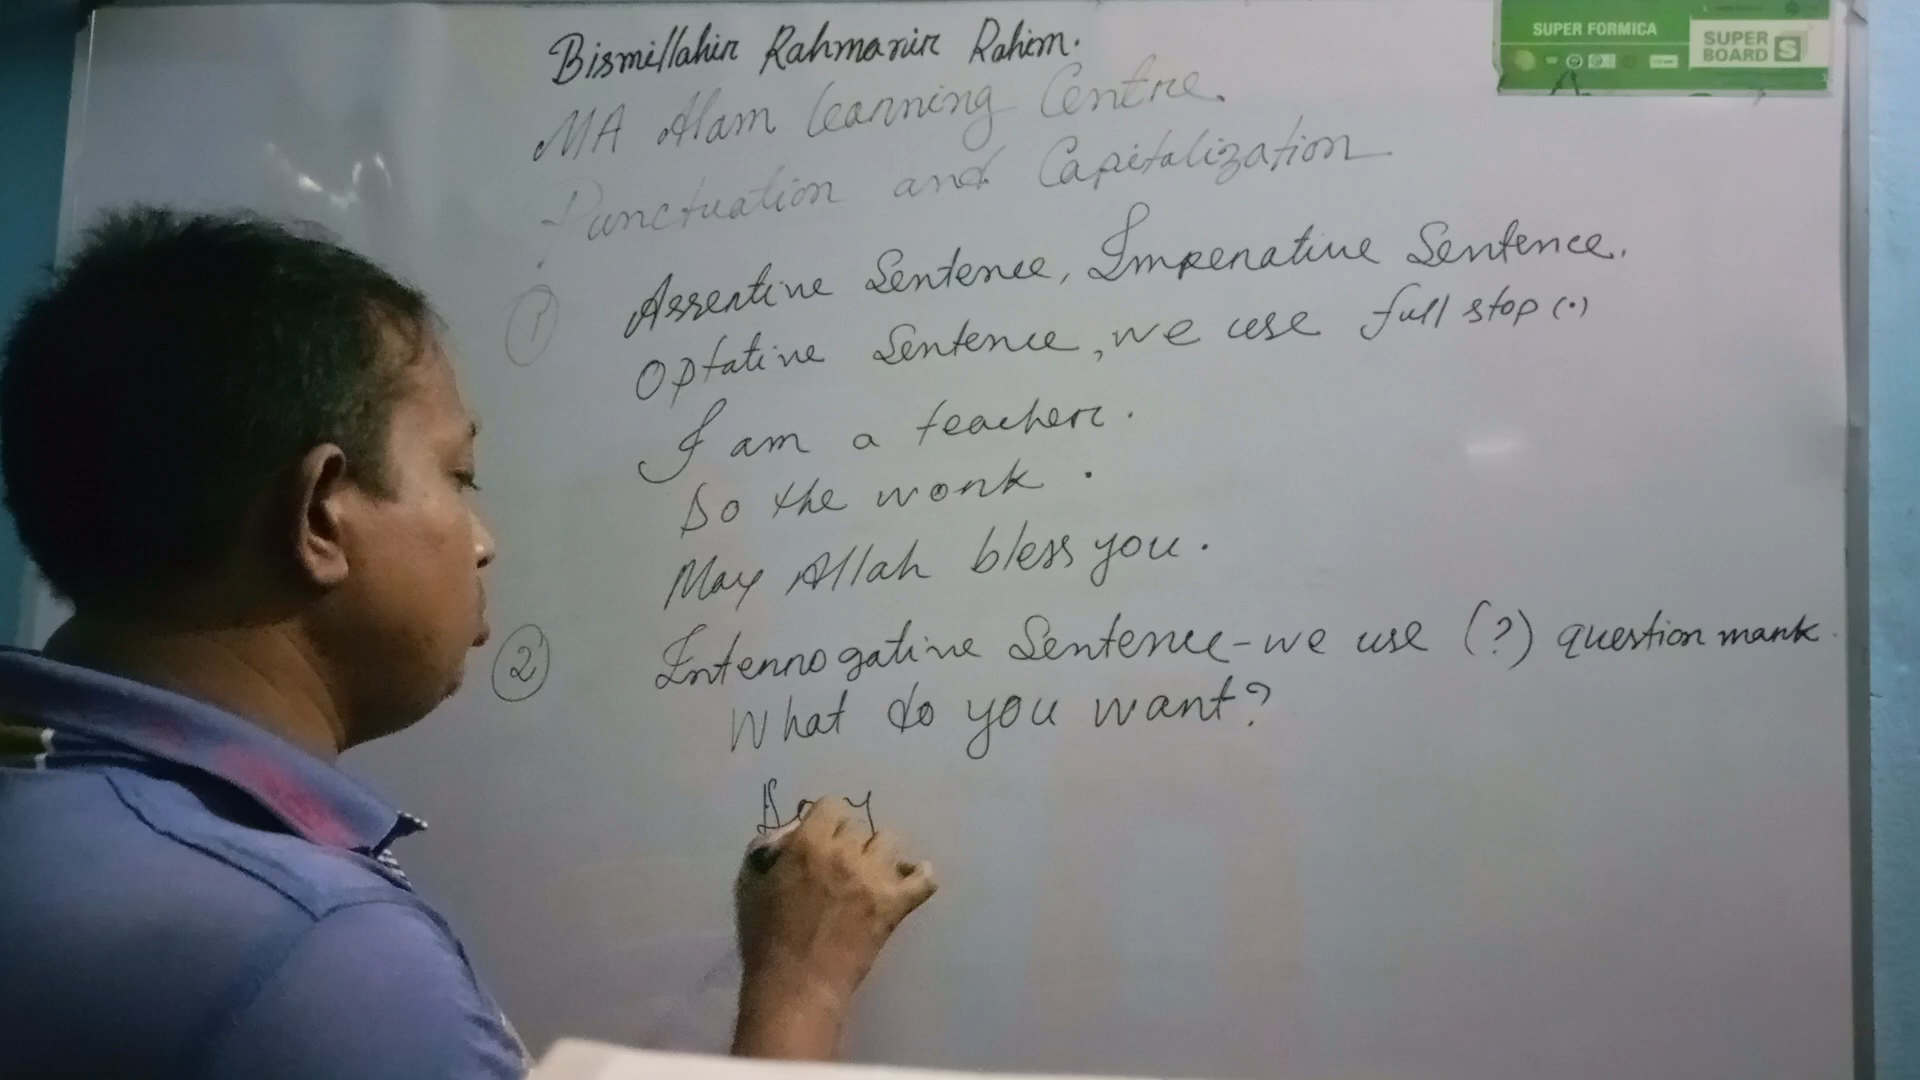 Bismillahir Rahmanir Rahim.
MA Alam Learning Centre.
Punctuation and Capitalization
1 Assertive Sentence, Imperative Sentence.
Optative Sentence, we use full stop (.)
I am a teacher.
Do the work.
May Allah bless you.
2 Interrogative Sentence - we use (?) question mark.
What do you want?
Do y
SUPER FORMICA
SUPER BOARD S